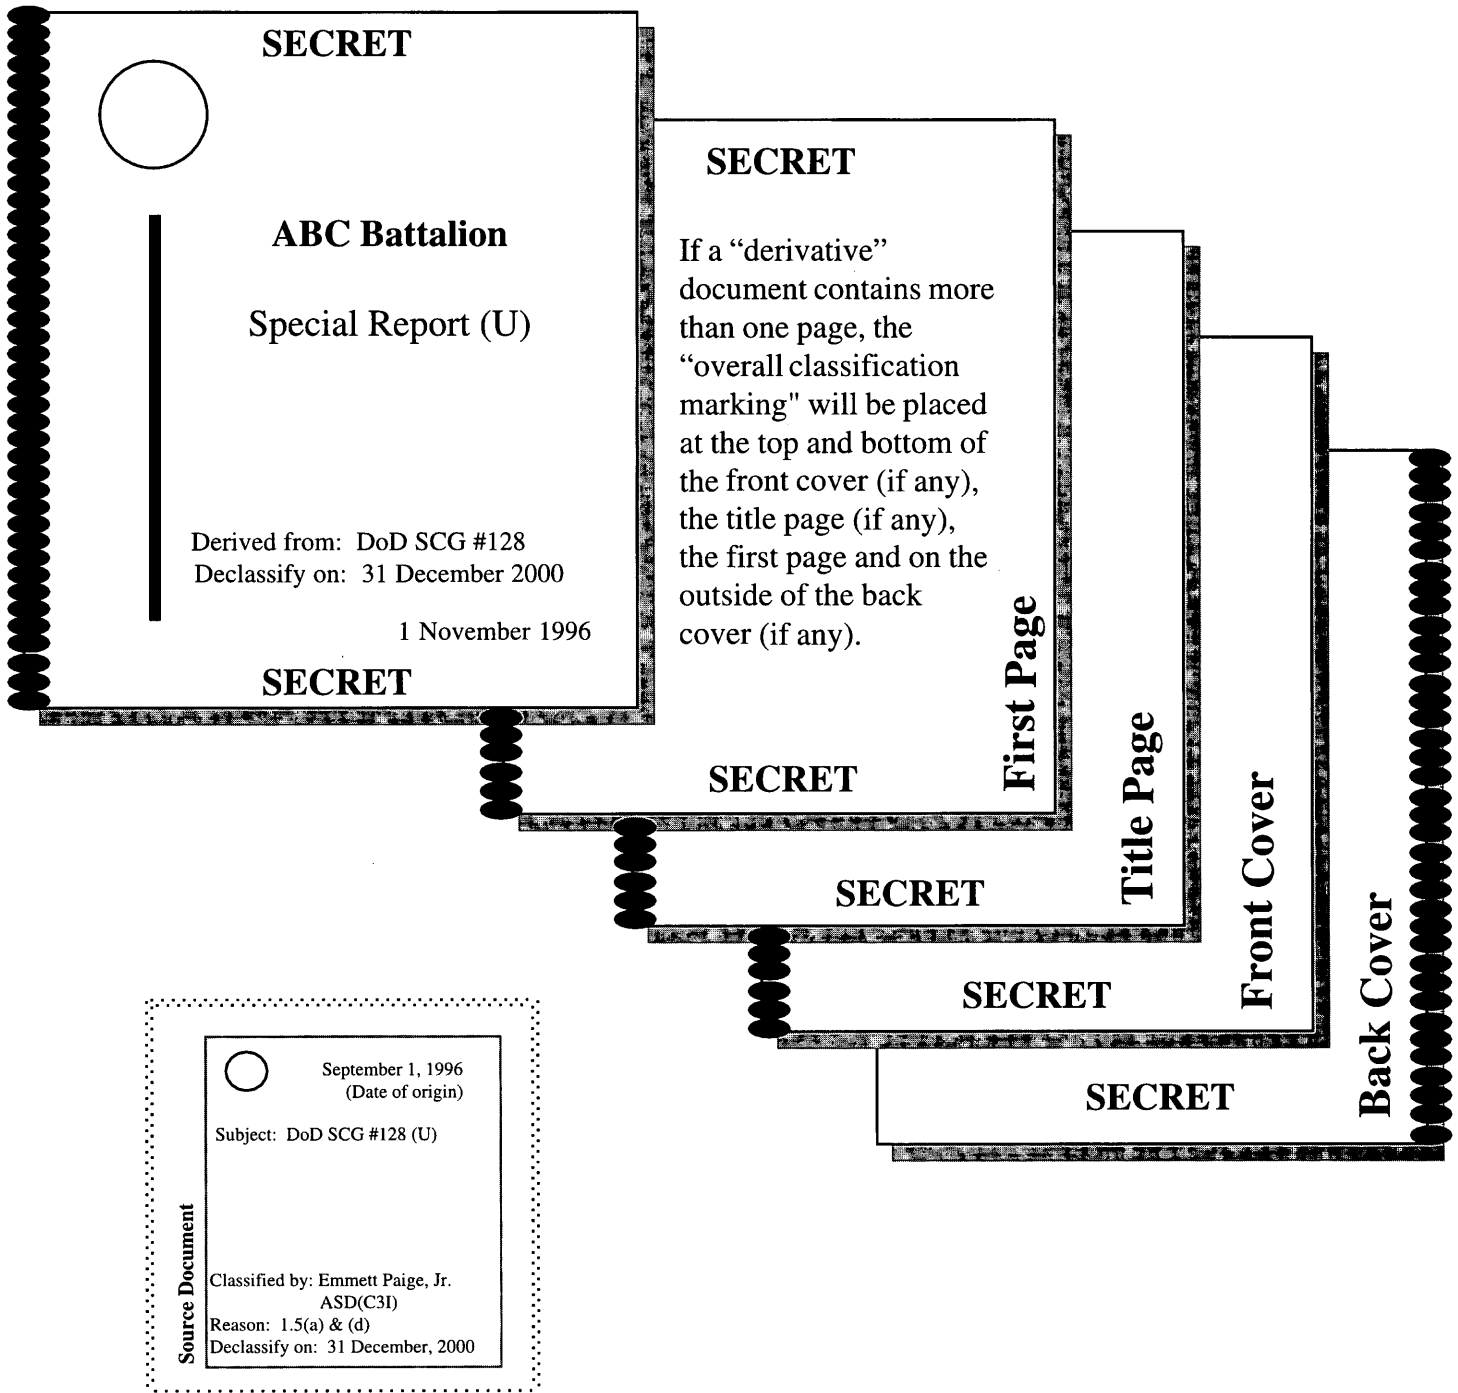 SECRET
ABC Battalion
Special Report (U)
Derived from: DoD SCG #128
Declassify on: 31 December 2000
1 November 1996
SECRET
SECRET
If a “derivative”
document contains more
than one page, the
“overall classification
marking" will be placed
at the top and bottom of
the front cover (if any),
the title page (if any),
the first page and on the
outside of the back
cover (if any).
First Page
SECRET
Title Page
SECRET
Front Cover
SECRET
Back Cover
SECRET
Source Document
September 1, 1996
(Date of origin)
Subject: DoD SCG #128 (U)
Classified by: Emmett Paige, Jr.
ASD(C3I)
Reason: 1.5(a) & (d)
Declassify on: 31 December, 2000